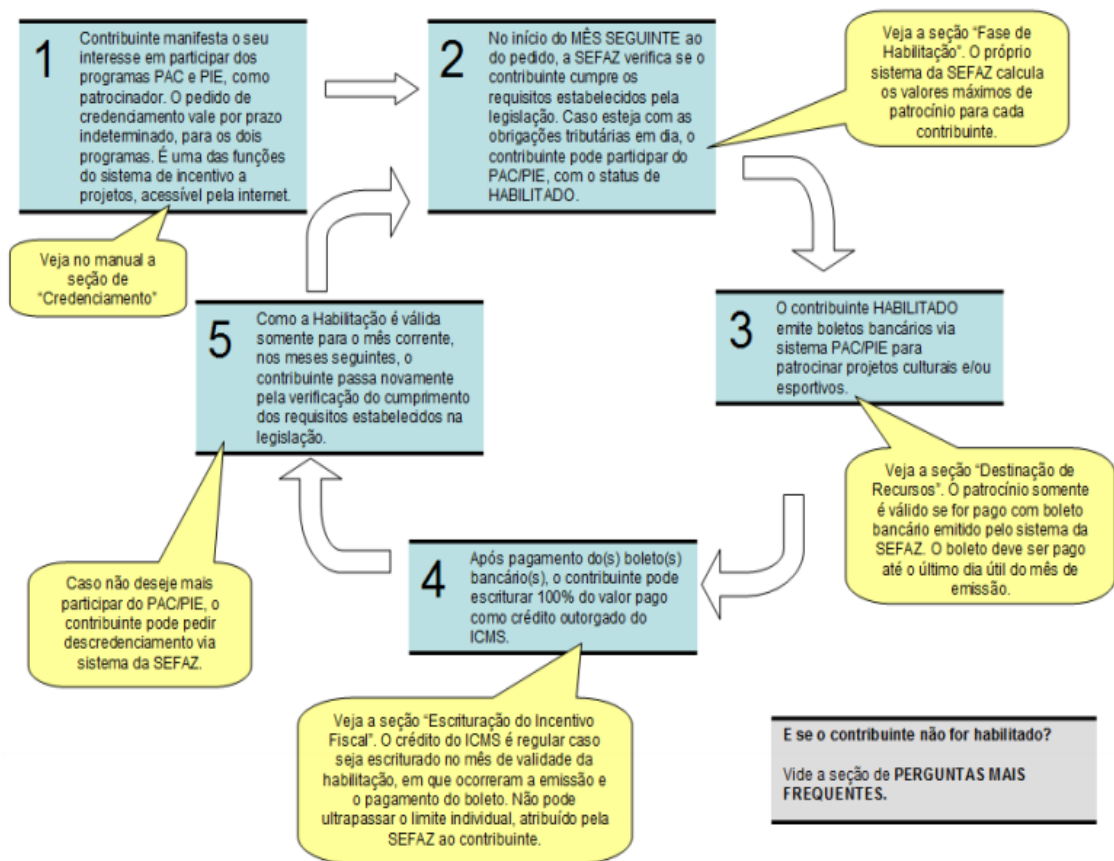 1
Contribuinte manifesta o seu
interesse em participar dos
programas PAC e PIE, como
patrocinador. O pedido de
credenciamento vale por prazo
indeterminado, para os dois
programas. É uma das funções
do sistema de incentivo a
projetos, acessível pela internet.
Veja no manual a
seção de
“Credenciamento”
2
No início do MÊS SEGUINTE ao
do pedido, a SEFAZ verifica se o
contribuinte cumpre os
requisitos estabelecidos pela
legislação. Caso esteja com as
obrigações tributárias em dia, o
contribuinte pode participar do
PAC/PIE, com o status de
HABILITADO.
Veja a seção “Fase de
Habilitação”. O próprio
sistema da SEFAZ calcula
os valores máximos de
patrocínio para cada
contribuinte.
3
O contribuinte HABILITADO
emite boletos bancários via
sistema PAC/PIE para
patrocinar projetos culturais e/ou
esportivos.
Veja a seção “Destinação de
Recursos”. O patrocínio somente
é válido se for pago com boleto
bancário emitido pelo sistema da
SEFAZ. O boleto deve ser pago
até o último dia útil do mês de
emissão.
4
Após pagamento do(s) boleto(s)
bancário(s), o contribuinte pode
escriturar 100% do valor pago
como crédito outorgado do
ICMS.
Veja a seção “Escrituração do Incentivo
Fiscal”. O crédito do ICMS é regular caso
seja escriturado no mês de validade da
habilitação, em que ocorreram a emissão e
o pagamento do boleto. Não pode
ultrapassar o limite individual, atribuído pela
SEFAZ ao contribuinte.
5
Como a Habilitação é válida
somente para o mês corrente,
nos meses seguintes, o
contribuinte passa novamente
pela verificação do cumprimento
dos requisitos estabelecidos na
legislação.
Caso não deseje mais
participar do PAC/PIE, o
contribuinte pode pedir
descredenciamento via
sistema da SEFAZ.
E se o contribuinte não for habilitado?
Vide a seção de PERGUNTAS MAIS
FREQUENTES.